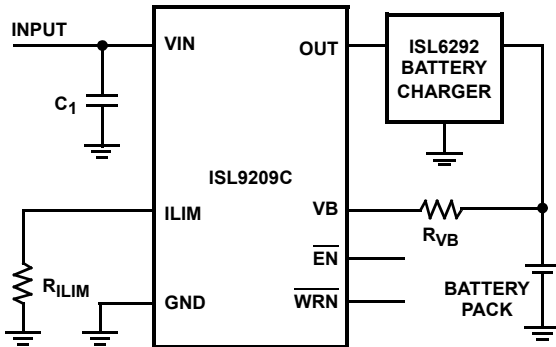 INPUT
VIN
OUT
ISL6292
BATTERY
CHARGER
C1
ISL9209C
ILIM
VB
RVB
EN
RILIM
GND
WRN
BATTERY
PACK